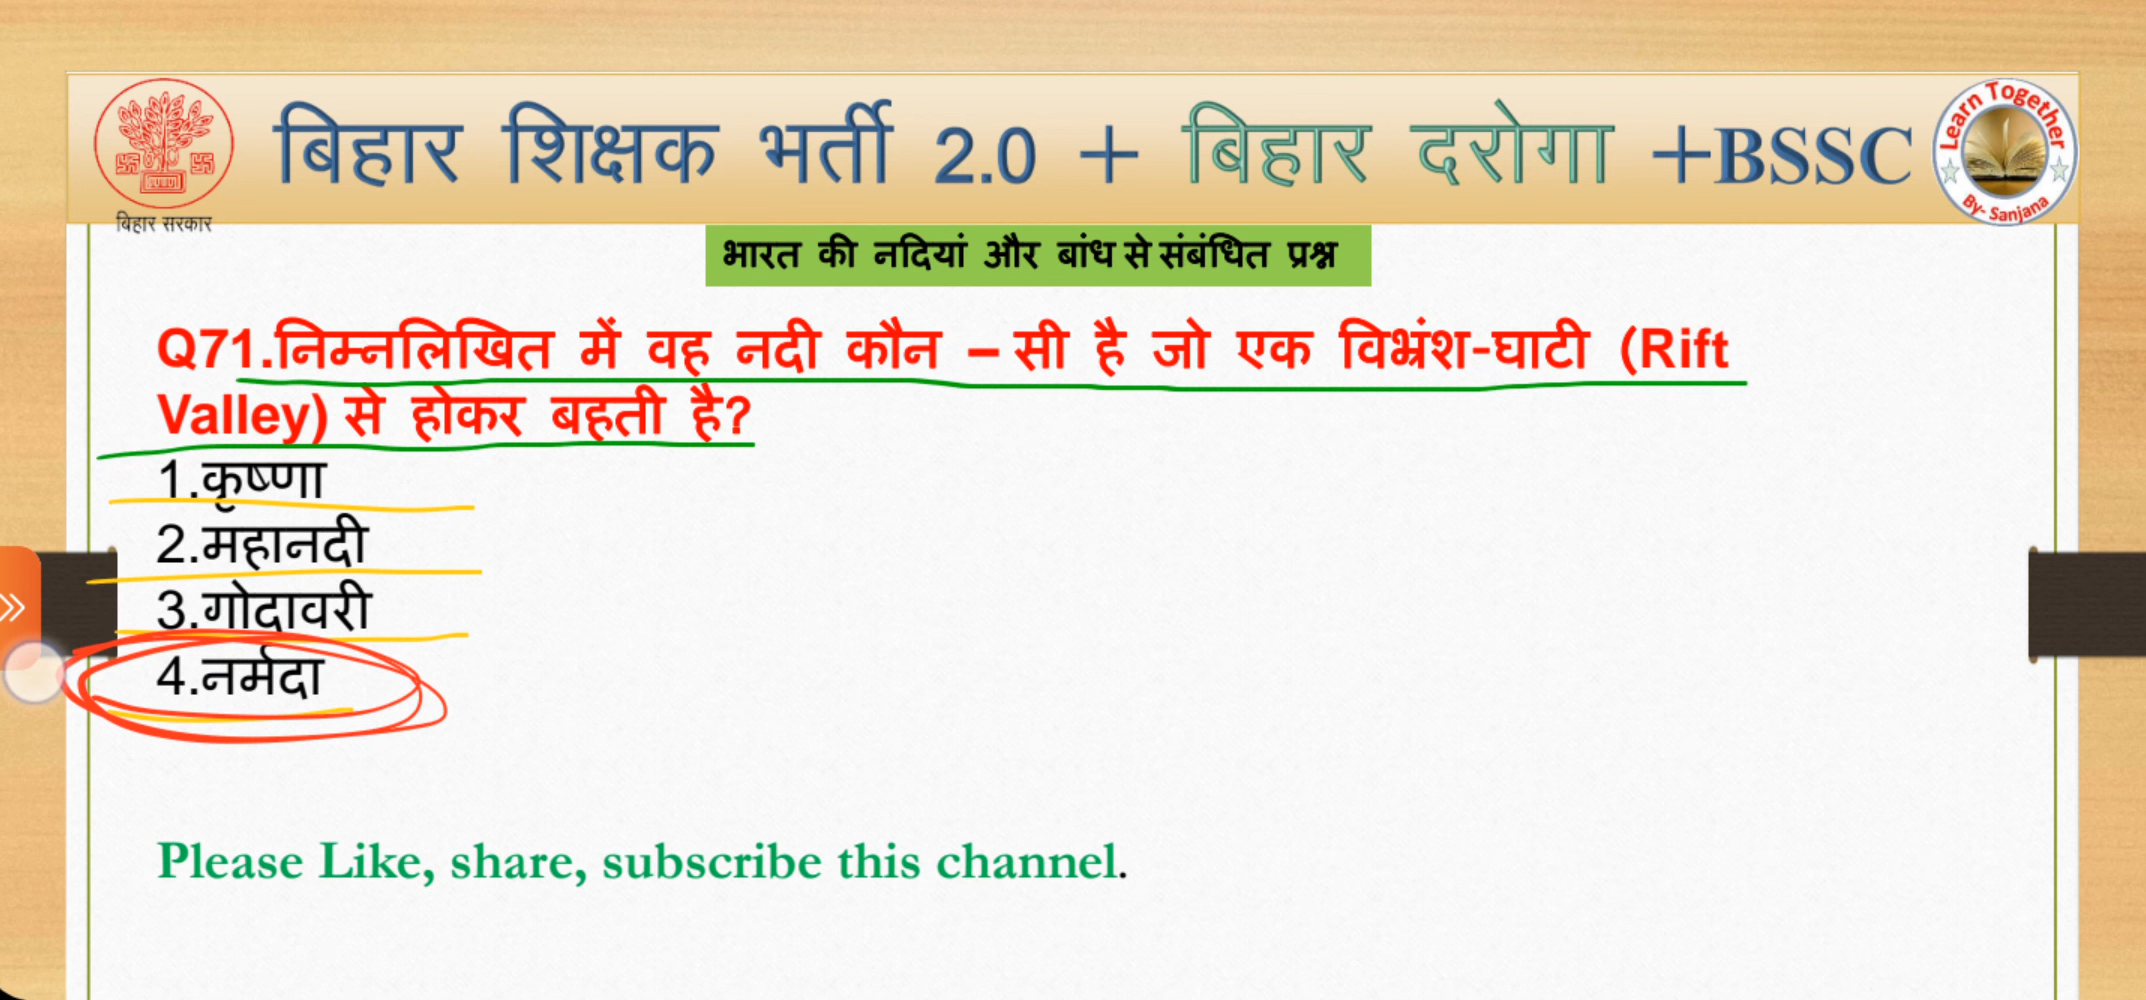 बिहार शिक्षक भर्ती 2.0 + बिहार दरोगा +BSSC
Learn Together
By- Sanjana
बिहार सरकार
भारत की नदियां और बांध से संबंधित प्रश्न
Q71.निम्नलिखित में वह नदी कौन – सी है जो एक विभ्रंश-घाटी (Rift
Valley) से होकर बहती है?
1.कृष्णा
2.महानदी
3.गोदावरी
4.नर्मदा
Please Like, share, subscribe this channel.